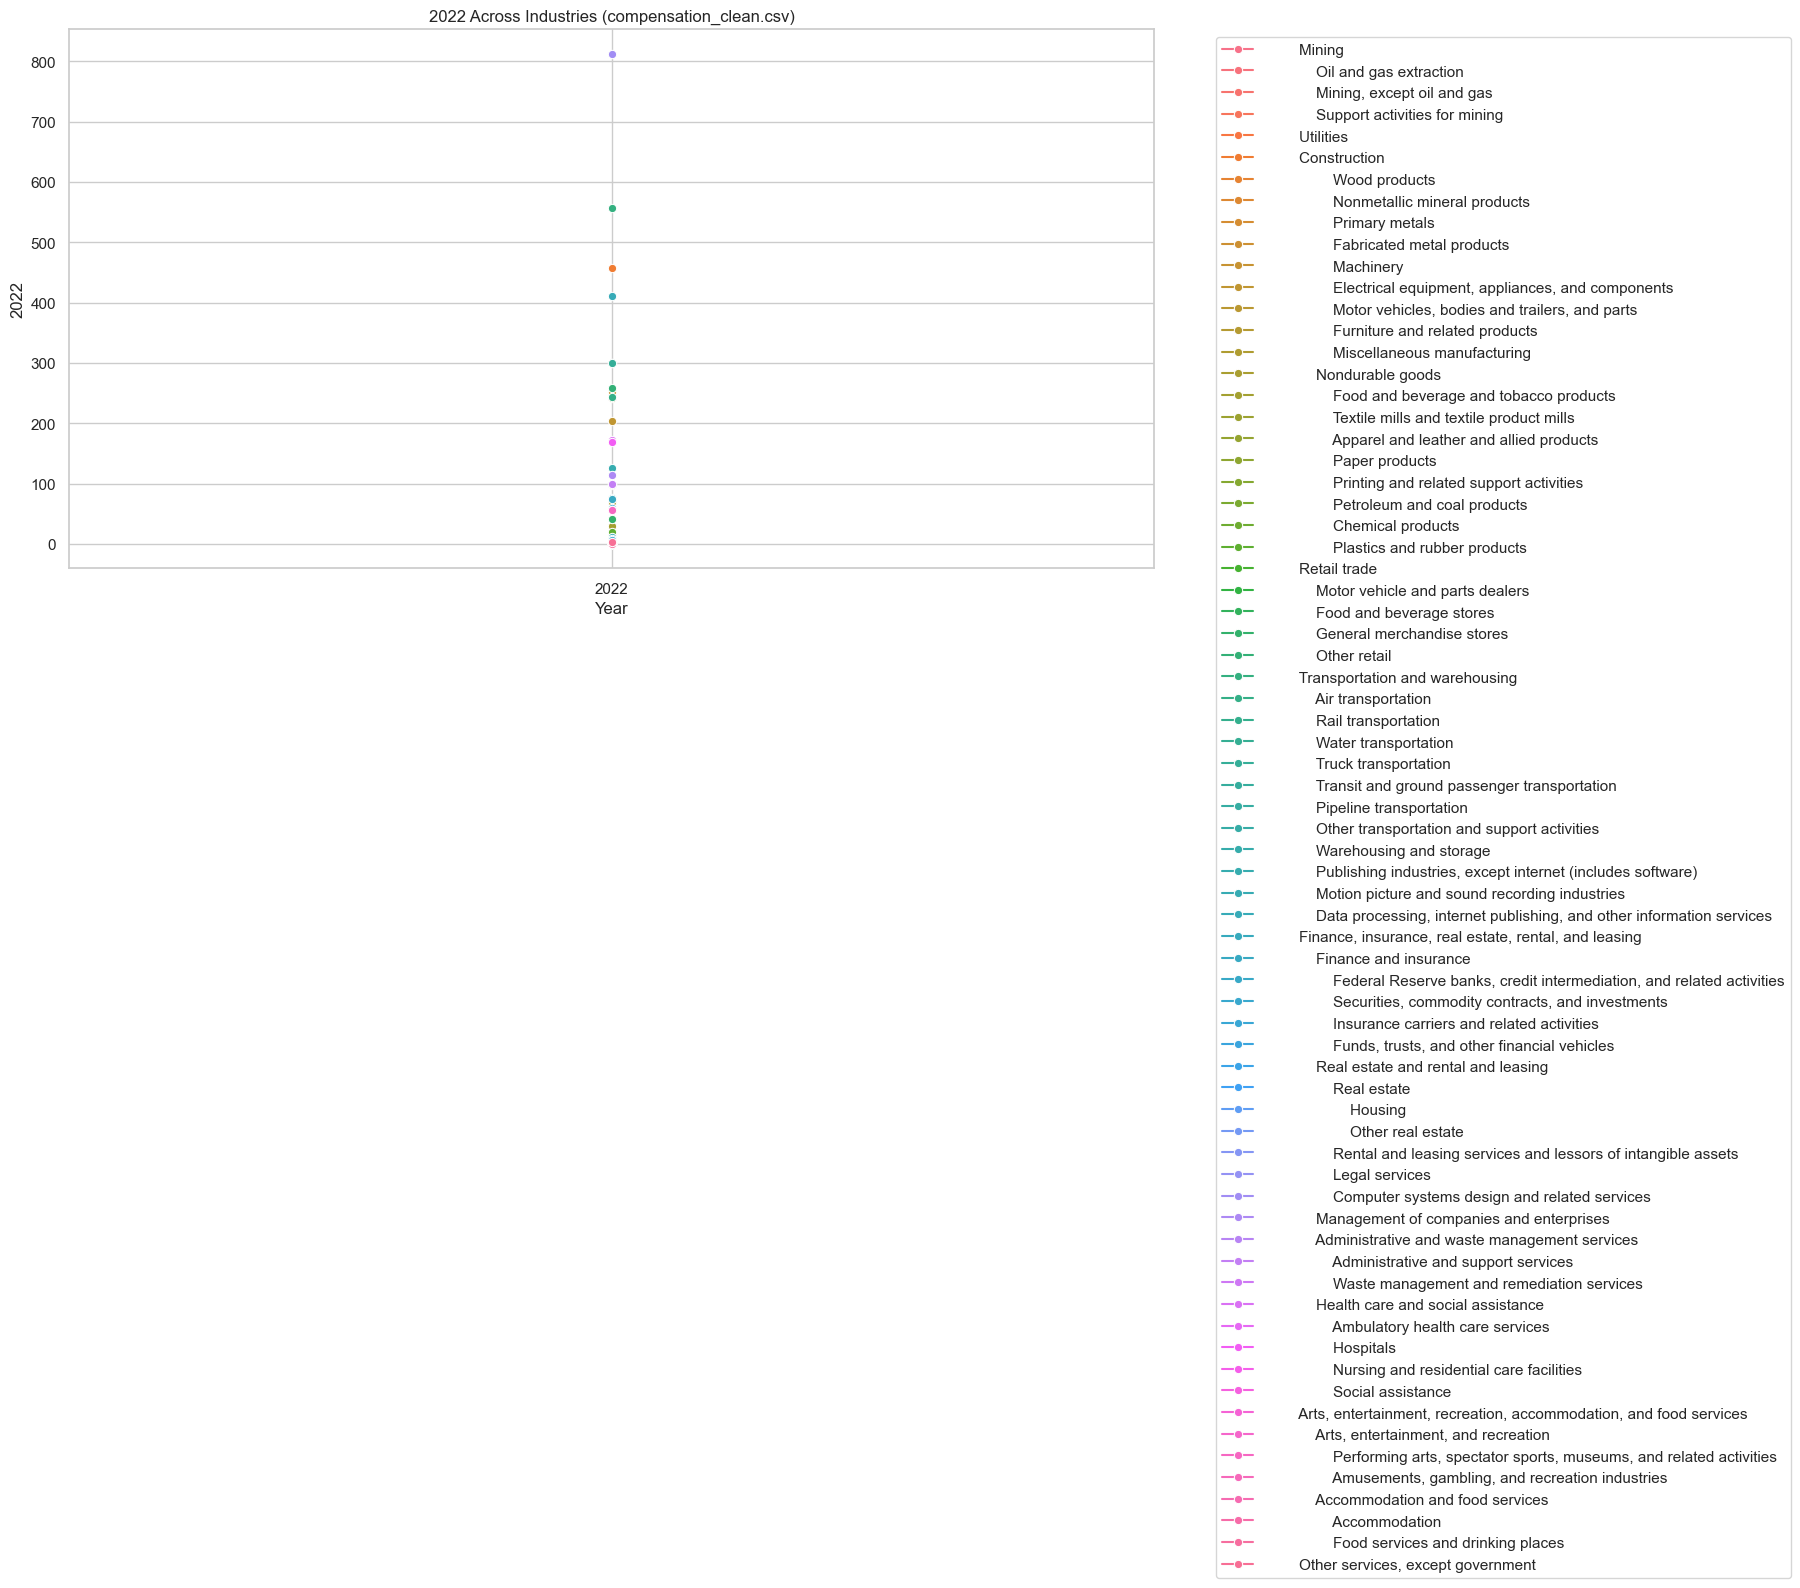 2022 Across Industries (compensation_clean.csv)
800
700
600
500
400
300
200
100
0
2022
2022
Year
Mining
Oil and gas extraction
Mining, except oil and gas
Support activities for mining
Utilities
Construction
Wood products
Nonmetallic mineral products
Primary metals
Fabricated metal products
Machinery
Electrical equipment, appliances, and components
Motor vehicles, bodies and trailers, and parts
Furniture and related products
Miscellaneous manufacturing
Nondurable goods
Food and beverage and tobacco products
Textile mills and textile product mills
Apparel and leather and allied products
Paper products
Printing and related support activities
Petroleum and coal products
Chemical products
Plastics and rubber products
Retail trade
Motor vehicle and parts dealers
Food and beverage stores
General merchandise stores
Other retail
Transportation and warehousing
Air transportation
Rail transportation
Water transportation
Truck transportation
Transit and ground passenger transportation
Pipeline transportation
Other transportation and support activities
Warehousing and storage
Publishing industries, except internet (includes software)
Motion picture and sound recording industries
Data processing, internet publishing, and other information services
Finance, insurance, real estate, rental, and leasing
Finance and insurance
Federal Reserve banks, credit intermediation, and related activities
Securities, commodity contracts, and investments
Insurance carriers and related activities
Funds, trusts, and other financial vehicles
Real estate and rental and leasing
Real estate
Housing
Other real estate
Rental and leasing services and lessors of intangible assets
Legal services
Computer systems design and related services
Management of companies and enterprises
Administrative and waste management services
Administrative and support services
Waste management and remediation services
Health care and social assistance
Ambulatory health care services
Hospitals
Nursing and residential care facilities
Social assistance
Arts, entertainment, recreation, accommodation, and food services
Arts, entertainment, and recreation
Performing arts, spectator sports, museums, and related activities
Amusements, gambling, and recreation industries
Accommodation and food services
Accommodation
Food services and drinking places
Other services, except government